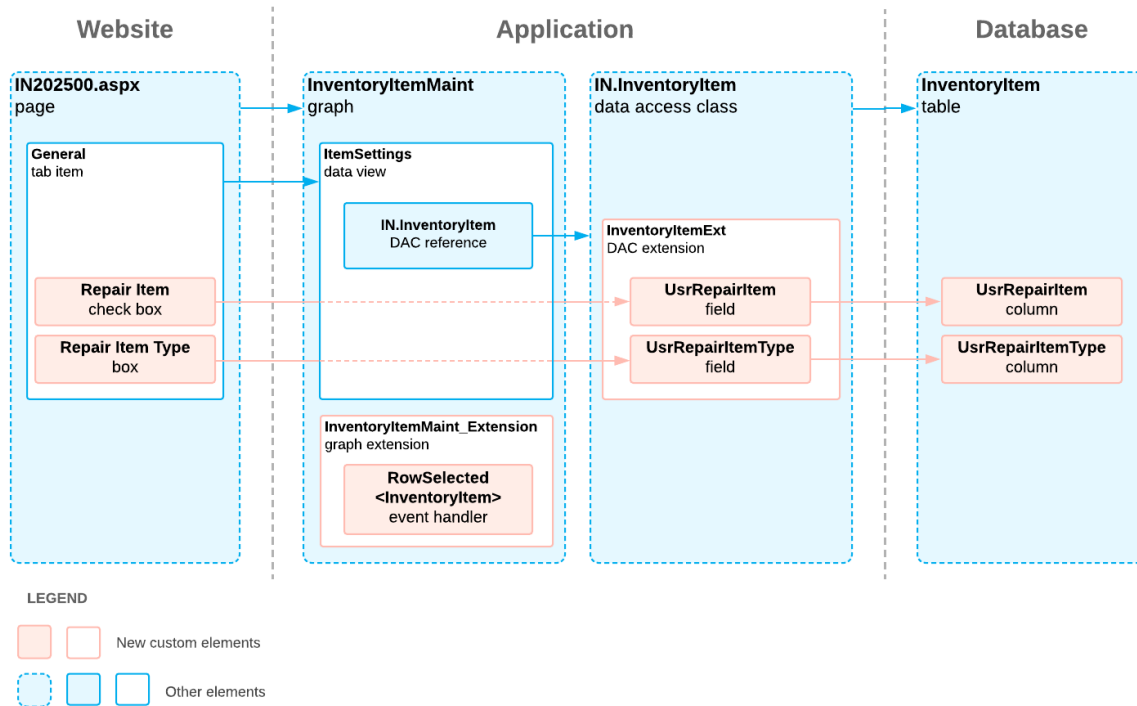 Website
Application
Database
IN202500.aspx
page
General
tab item
Repair Item
check box
Repair Item Type
box
InventoryItemMaint
graph
ItemSettings
data view
IN.InventoryItem
DAC reference
InventoryItemMaint_Extension
graph extension
RowSelected
<InventoryItem>
event handler
IN.InventoryItem
data access class
InventoryItemExt
DAC extension
UsrRepairItem
field
UsrRepairItemType
field
InventoryItem
table
UsrRepairItem
column
UsrRepairItemType
column
LEGEND
New custom elements
Other elements